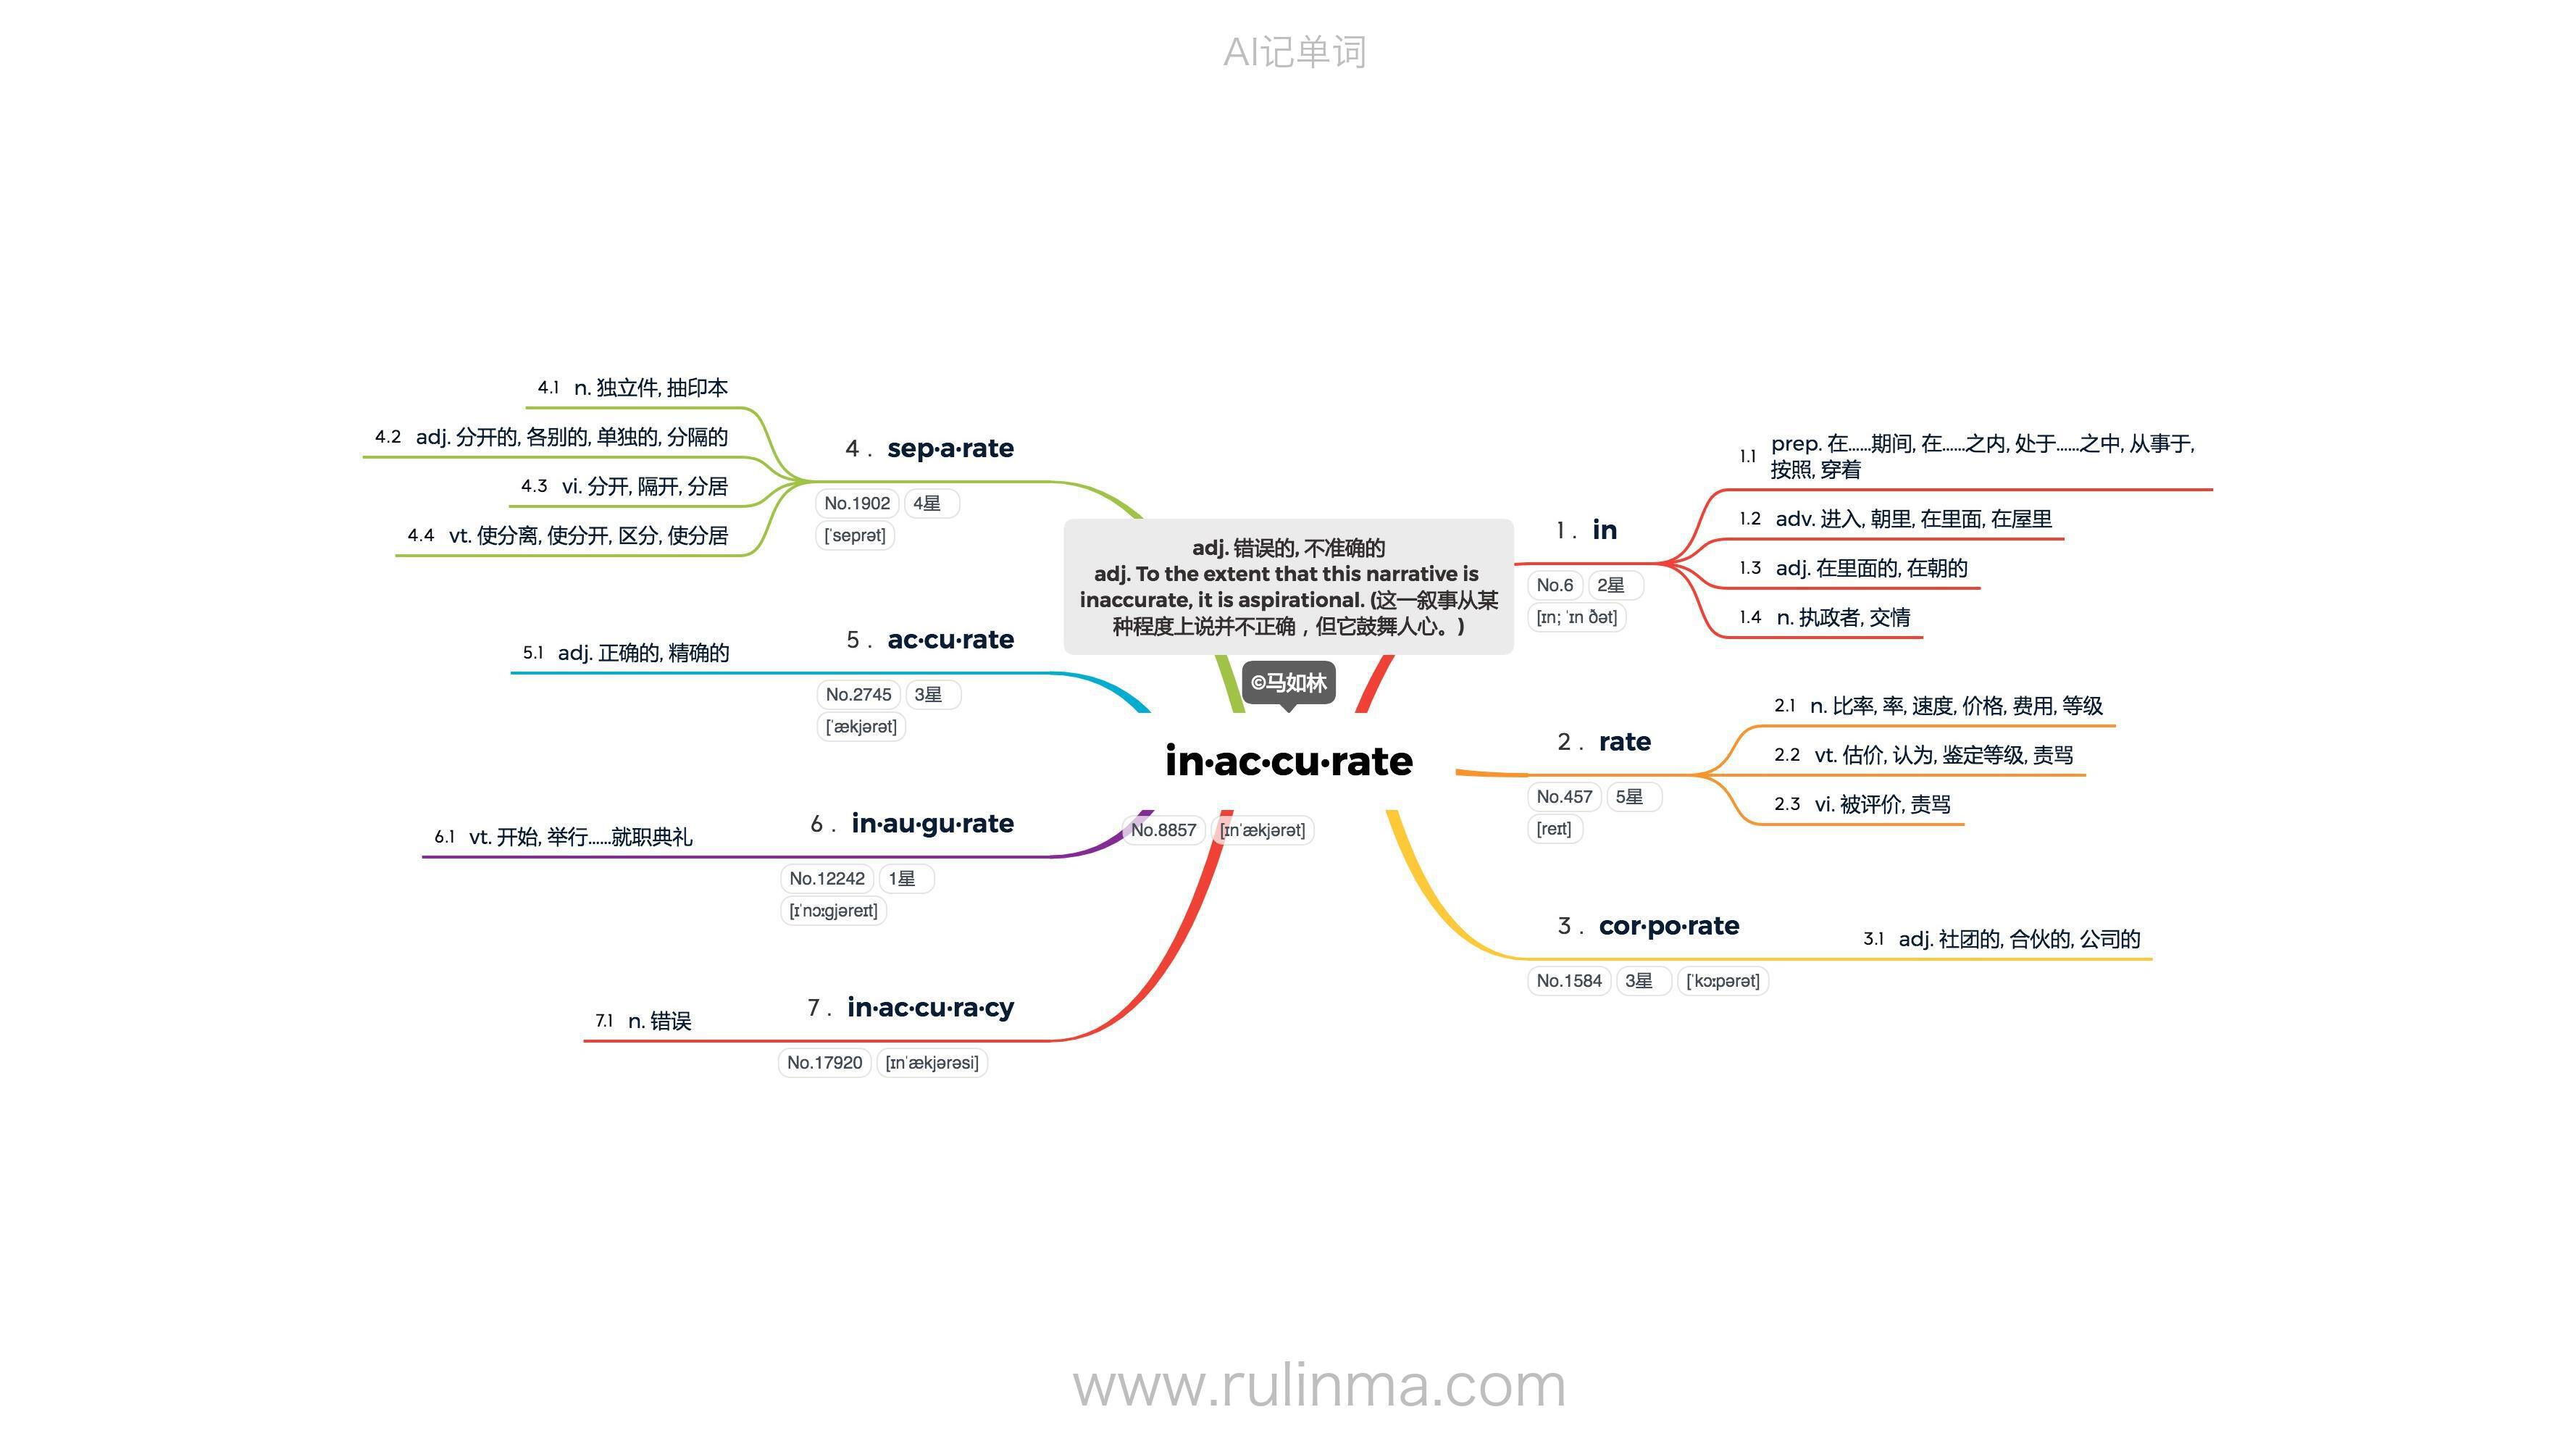 AI记单词
adj. 错误的, 不准确的
adj. To the extent that this narrative is
inaccurate, it is aspirational. (这一叙事从某
种程度上说并不正确，但它鼓舞人心。)
©马如林
in·ac·cu·rate
No.8857 [ɪnˈækjərət]
1 . in
No.6 2星
[ɪn; ˈɪn ðət]
1.1 prep. 在......期间, 在......之内, 处于......之中, 从事于,
按照, 穿着
1.2 adv. 进入, 朝里, 在里面, 在屋里
1.3 adj. 在里面的, 在朝的
1.4 n. 执政者, 交情
2 . rate
No.457 5星
[reɪt]
2.1 n. 比率, 率, 速度, 价格, 费用, 等级
2.2 vt. 估价, 认为, 鉴定等级, 责骂
2.3 vi. 被评价, 责骂
3 . cor·po·rate
No.1584 3星 [ˈkɔːpərət]
3.1 adj. 社团的, 合伙的, 公司的
4 . sep·a·rate
No.1902 4星
[ˈseprət]
4.1 n. 独立件, 抽印本
4.2 adj. 分开的, 各别的, 单独的, 分隔的
4.3 vi. 分开, 隔开, 分居
4.4 vt. 使分离, 使分开, 区分, 使分居
5 . ac·cu·rate
No.2745 3星
[ˈækjərət]
5.1 adj. 正确的, 精确的
6 . in·au·gu·rate
No.12242 1星
[ɪˈnɔːgjəreɪt]
6.1 vt. 开始, 举行......就职典礼
7 . in·ac·cu·ra·cy
No.17920 [ɪnˈækjərəsi]
7.1 n. 错误
www.rulinma.com